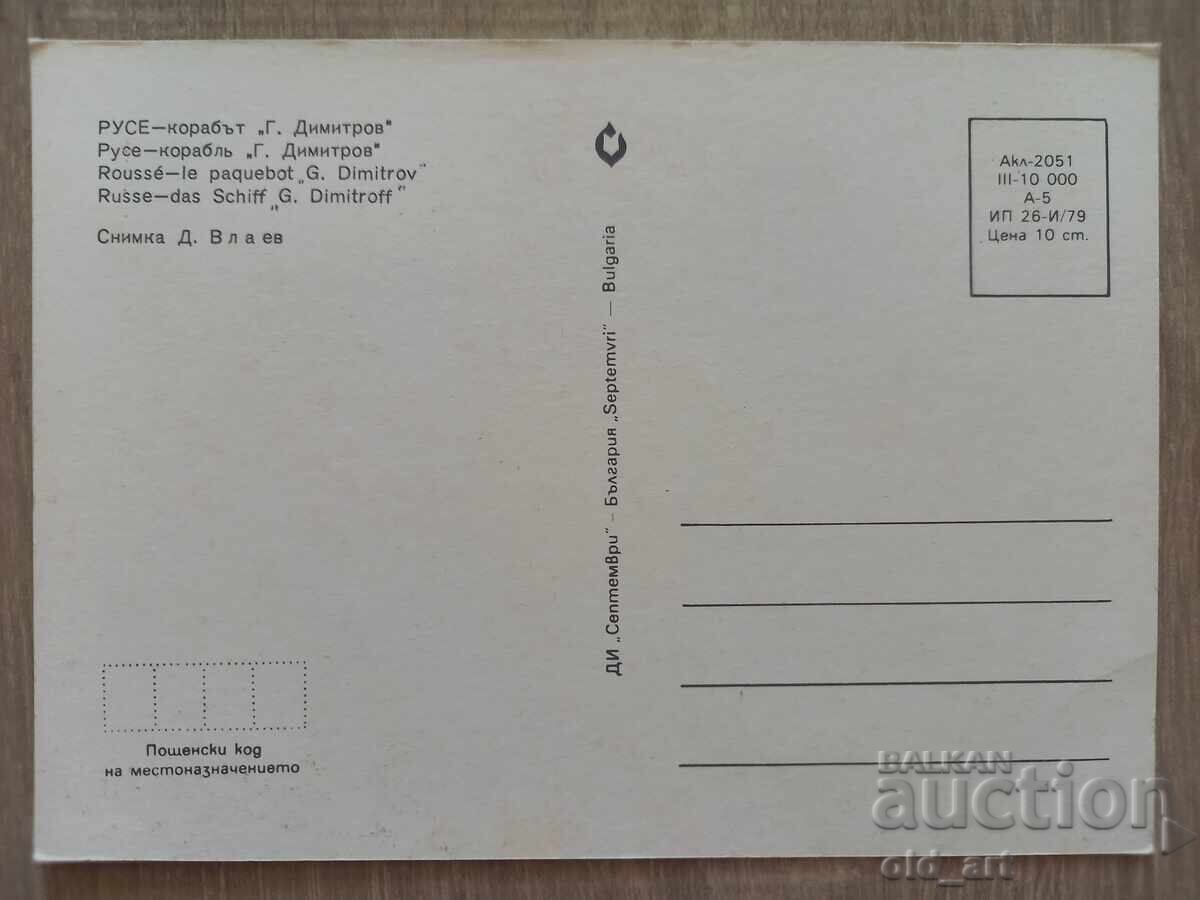 РУСЕ—корабът „Г. Димитров"
Русе—корабль „Г. Димитров"
Roussé—le paquebot „G. Dimitrov"
Russe—das Schiff „G. Dimitroff"
Снимка Д. Влаев
ДИ „Септември" – България „Septemvri" — Bulgaria
Акл-2051
III-10 000
А-5
ИП 26-И/79
Цена 10 ст.
Пощенски код
на местоназначението
BALKAN
auction
old_art